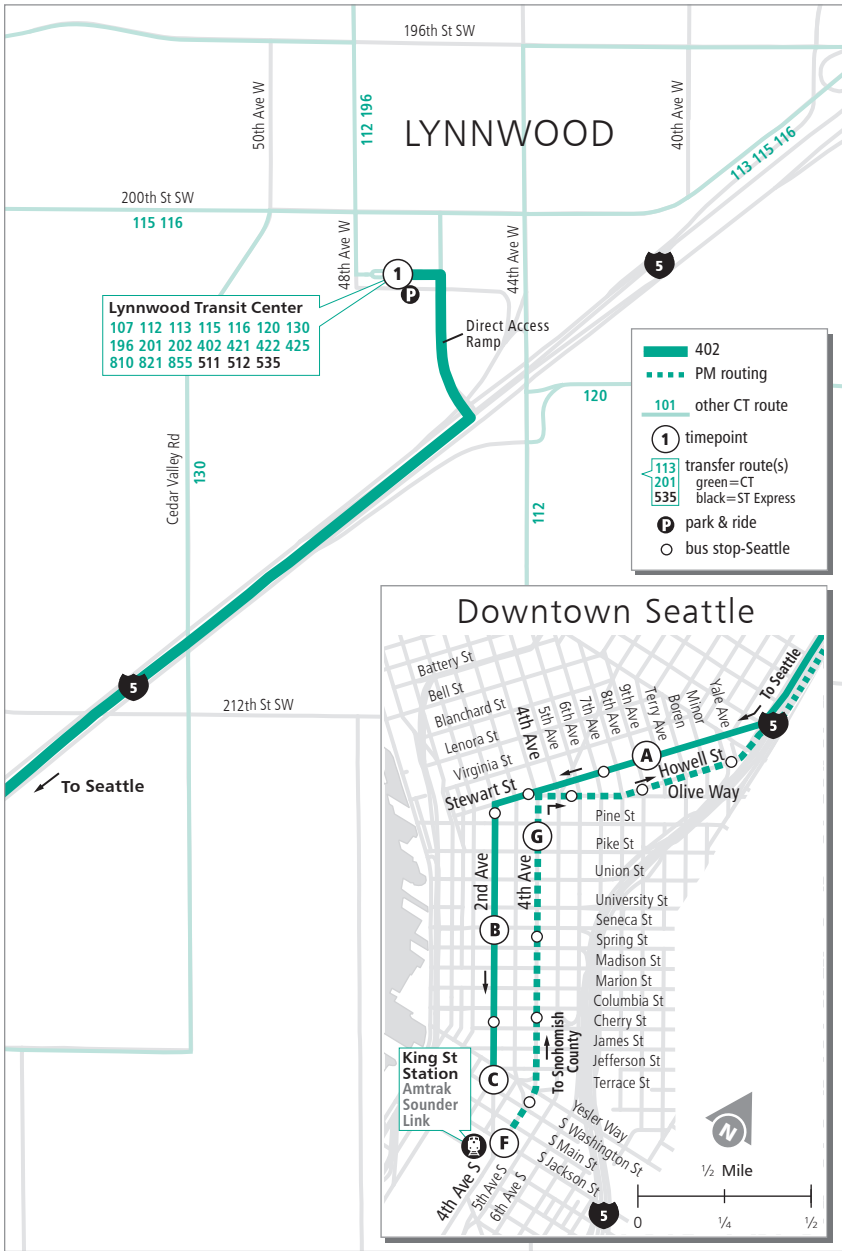 196th St SW
50th Ave W
112 196
40th Ave W
LYNNWOOD
113 115 116
200th St SW
115 116
48th Ave W
44th Ave W
5
1
P
Lynnwood Transit Center
107 112 113 115 116 120 130
196 201 202 402 421 422 425
810 821 855 511 512 535
Direct Access
Ramp
402
PM routing
101 other CT route
1 timepoint
113 transfer route(s)
201 green=CT
535 black=ST Express
P park & ride
bus stop-Seattle
120
Cedar Valley Rd
130
112
5
212th St SW
To Seattle
Downtown Seattle
Battery St
Bell St
Blanchard St
Lenora St
Virginia St
Stewart St
4th Ave
5th Ave
6th Ave
7th Ave
8th Ave
9th Ave
Terry Ave
Boren
Minor
Yale Ave
To Seattle
5
A
Howell St
Olive Way
G
Pine St
Pike St
Union St
University St
Seneca St
Spring St
Madison St
Marion St
Columbia St
Cherry St
James St
Jefferson St
Terrace St
2nd Ave
4th Ave
B
To Snohomish
County
C
King St
Station
Amtrak
Sounder
Link
F
Yesler Way
S Washington St
S Main St
S Jackson St
4th Ave S
5th Ave S
6th Ave S
5
N
½ Mile
0 ¼ ½